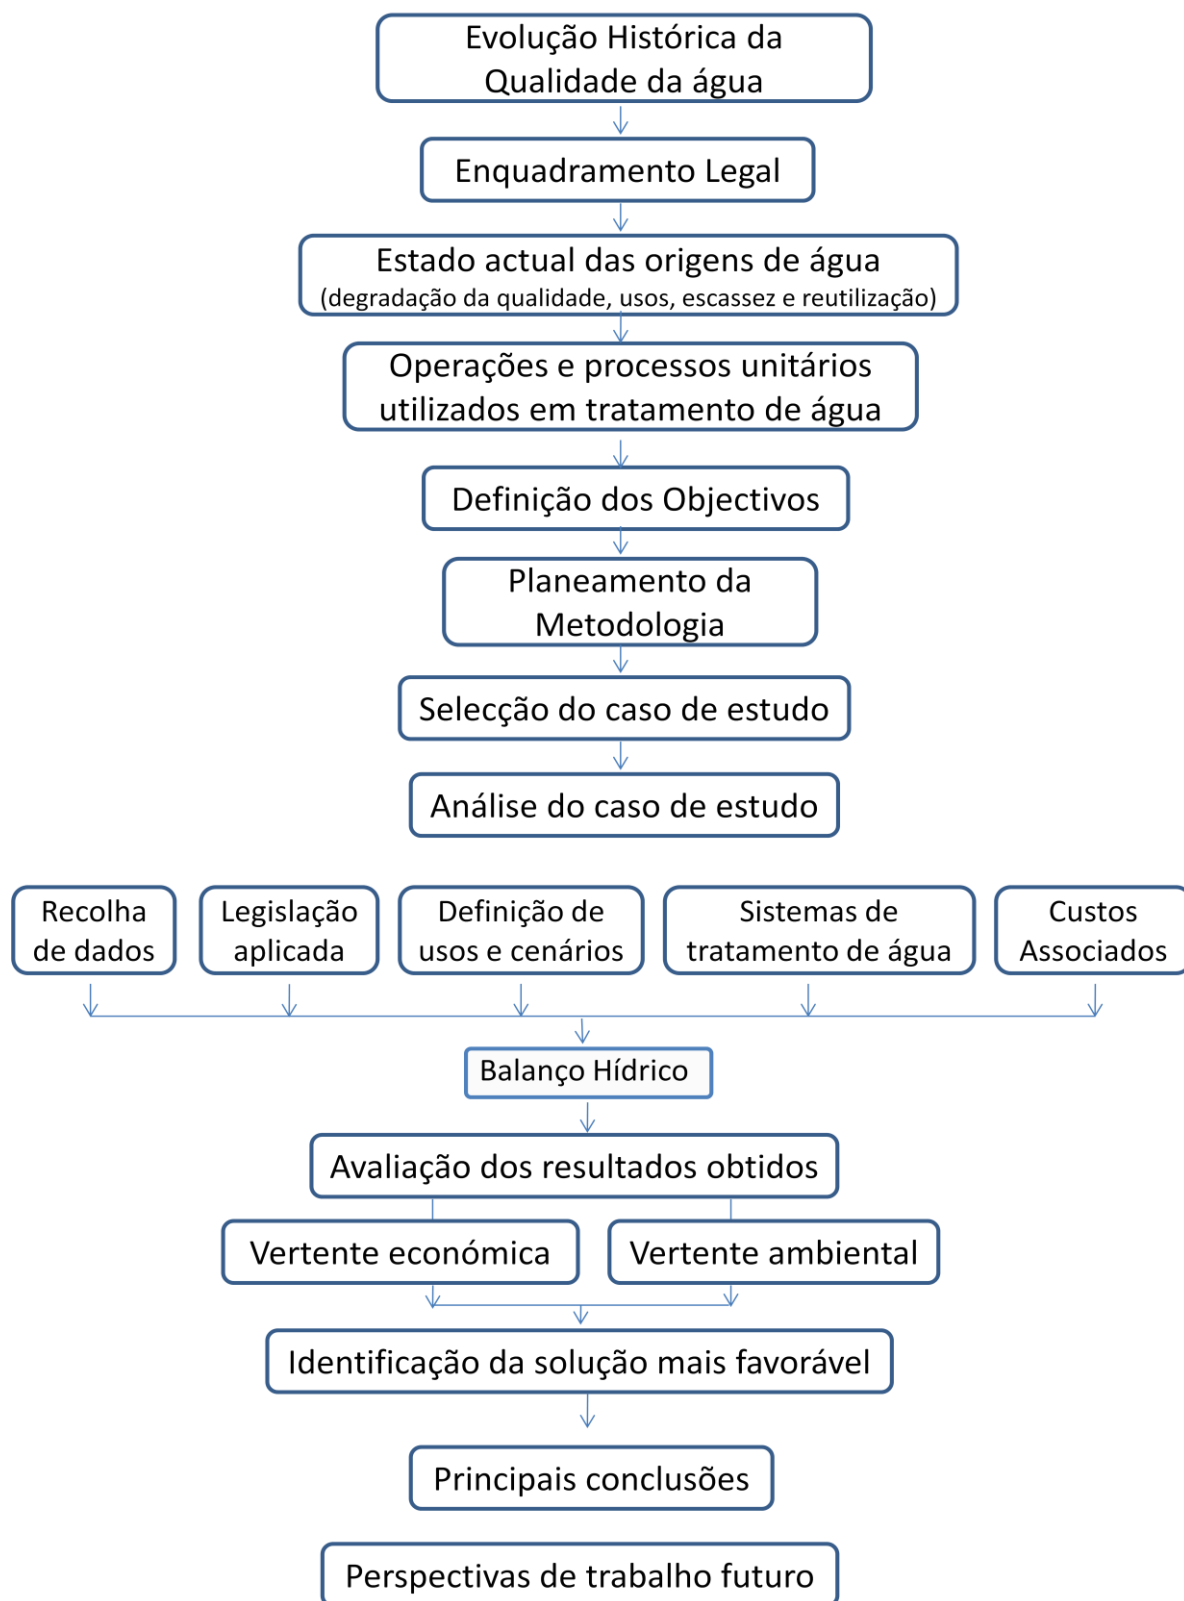 Evolução Histórica da
Qualidade da água
Enquadramento Legal
Estado actual das origens de água
(degradação da qualidade, usos, escassez e reutilização)
Operações e processos unitários
utilizados em tratamento de água
Definição dos Objectivos
Planeamento da
Metodologia
Selecção do caso de estudo
Análise do caso de estudo
Recolha
de dados
Legislação
aplicada
Definição de
usos e cenários
Sistemas de
tratamento de água
Custos
Associados
Balanço Hídrico
Avaliação dos resultados obtidos
Vertente económica
Vertente ambiental
Identificação da solução mais favorável
Principais conclusões
Perspectivas de trabalho futuro